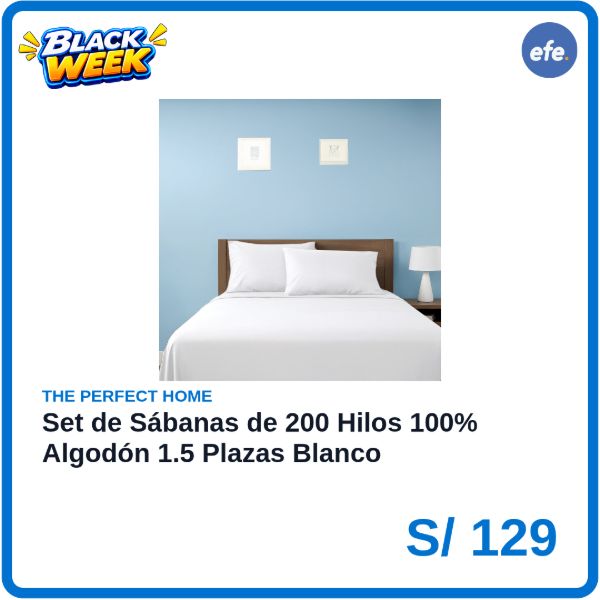 BLACK
WEEK
efe.
THE PERFECT HOME
Set de Sábanas de 200 Hilos 100%
Algodón 1.5 Plazas Blanco
S/ 129